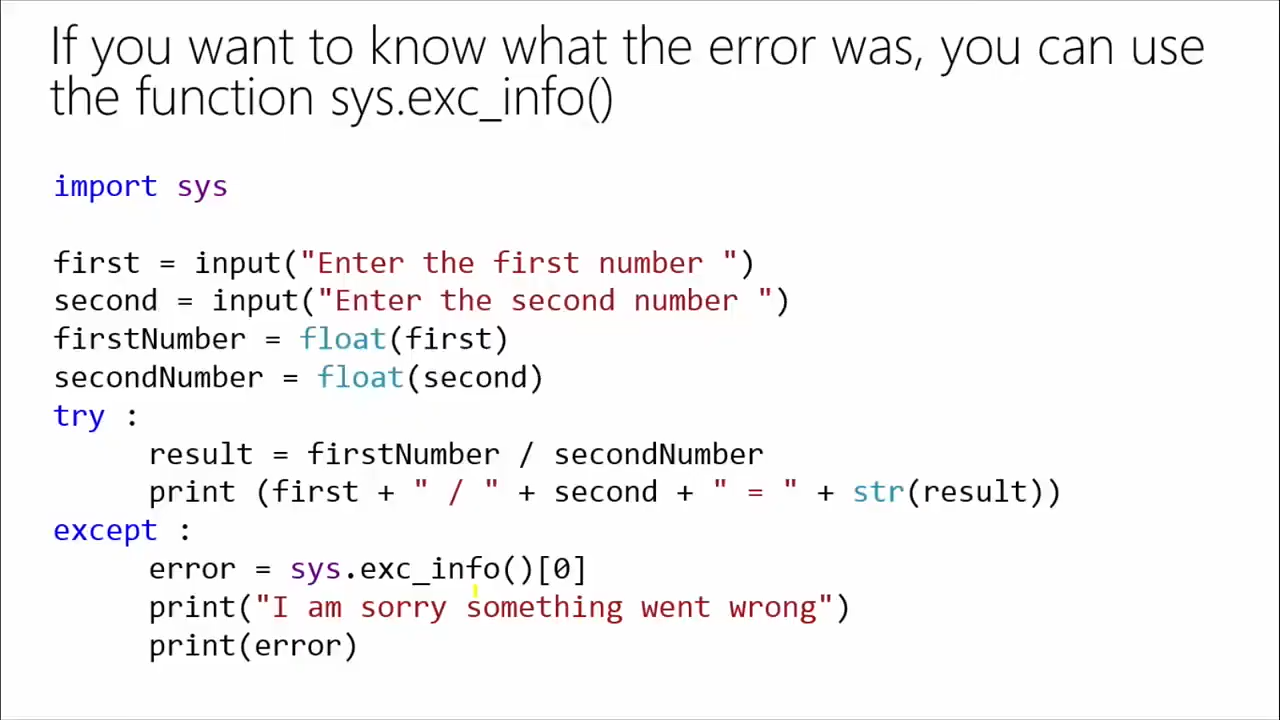 If you want to know what the error was, you can use
the function sys.exc_info()
import sys
first = input("Enter the first number ")
second = input("Enter the second number ")
firstNumber = float(first)
secondNumber = float(second)
try :
result = firstNumber / secondNumber
print (first + " / " + second + " = " + str(result))
except :
error = sys.exc_info()[0]
print("I am sorry something went wrong")
print(error)